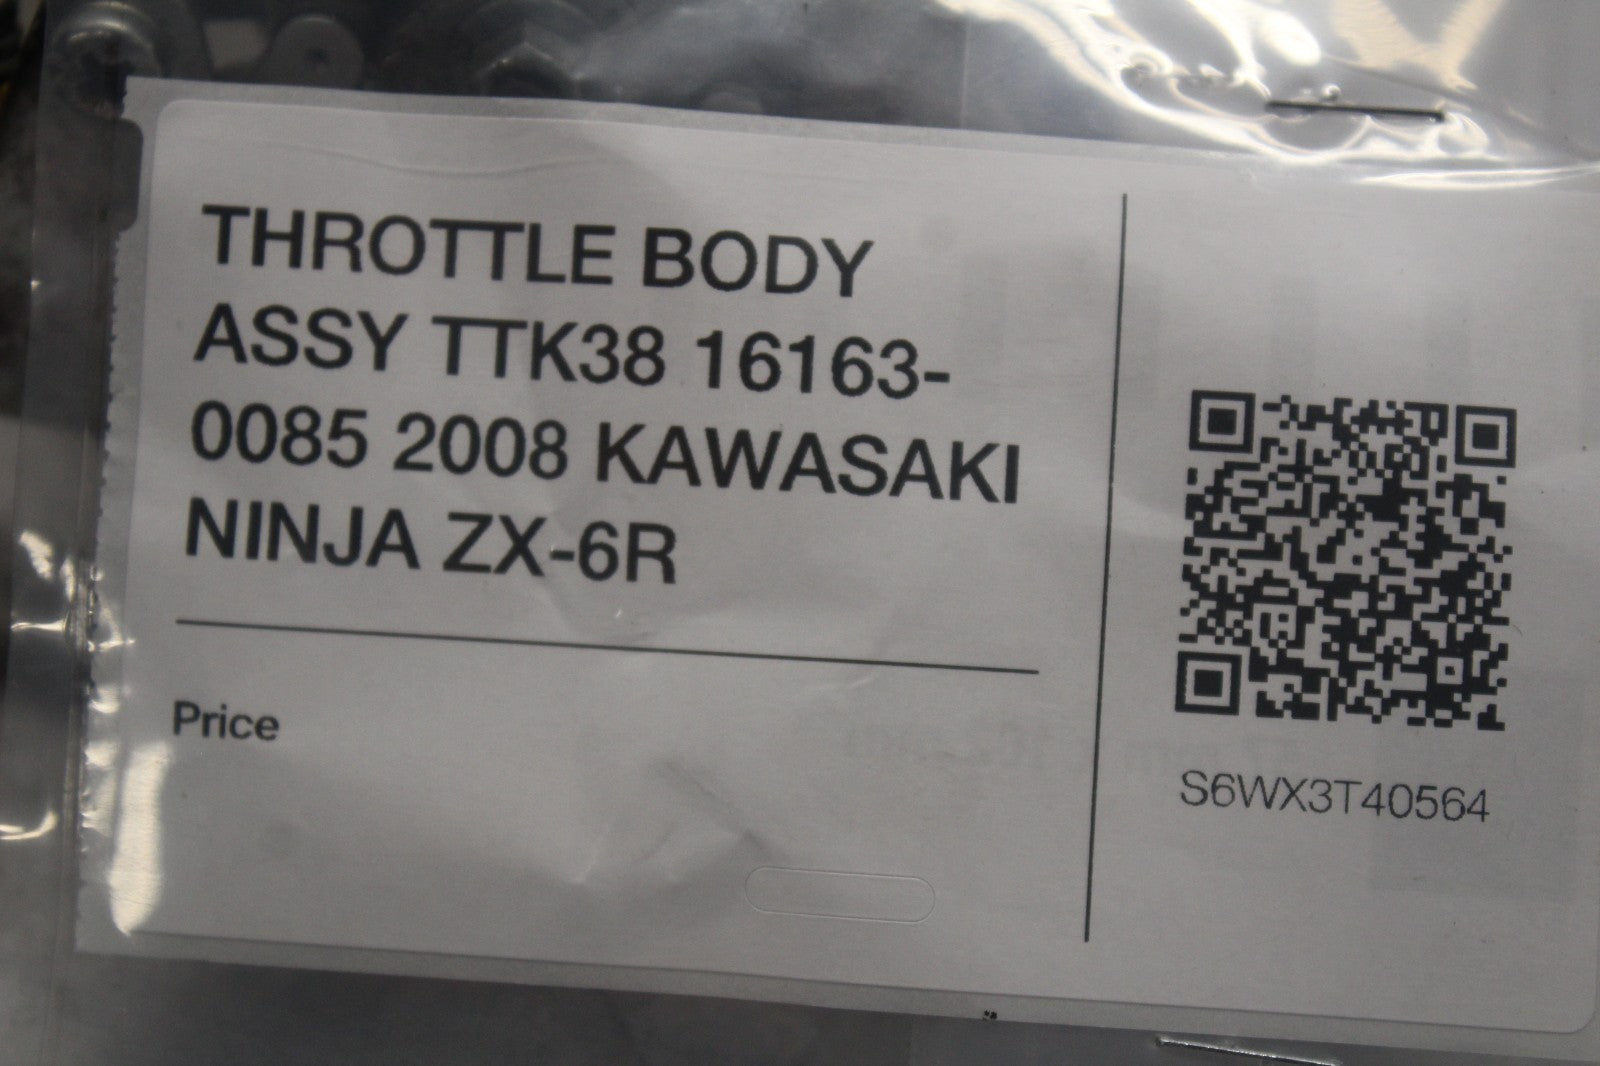 THROTTLE BODY
ASSY TTK38 16163-
0085 2008 KAWASAKI
NINJA ZX-6R
Price
S6WX3T40564